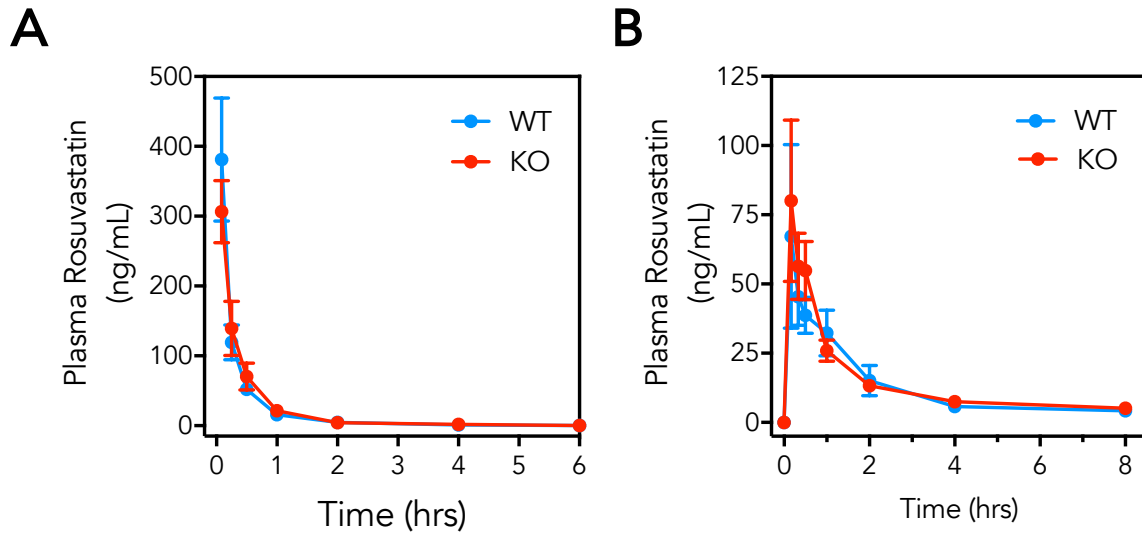 A
Plasma Rosuvastatin
(ng/mL)
500
400
300
200
100
0
WT
KO
0 1 2 3 4 5 6
Time (hrs)
B
Plasma Rosuvastatin
(ng/mL)
125
100
75
50
25
0
WT
KO
0 2 4 6 8
Time (hrs)